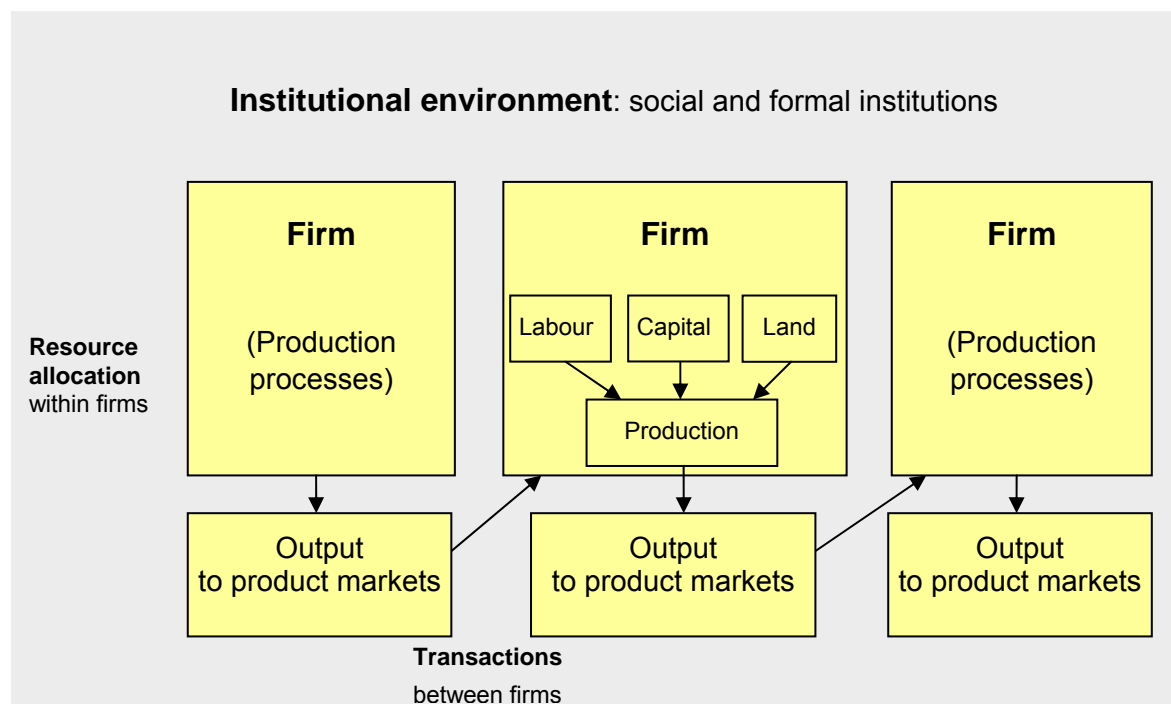 Institutional environment: social and formal institutions
Firm
(Production
processes)
Firm
Labour
Capital
Land
Production
Firm
(Production
processes)
Resource
allocation
within firms
Output
to product markets
Output
to product markets
Output
to product markets
Transactions
between firms